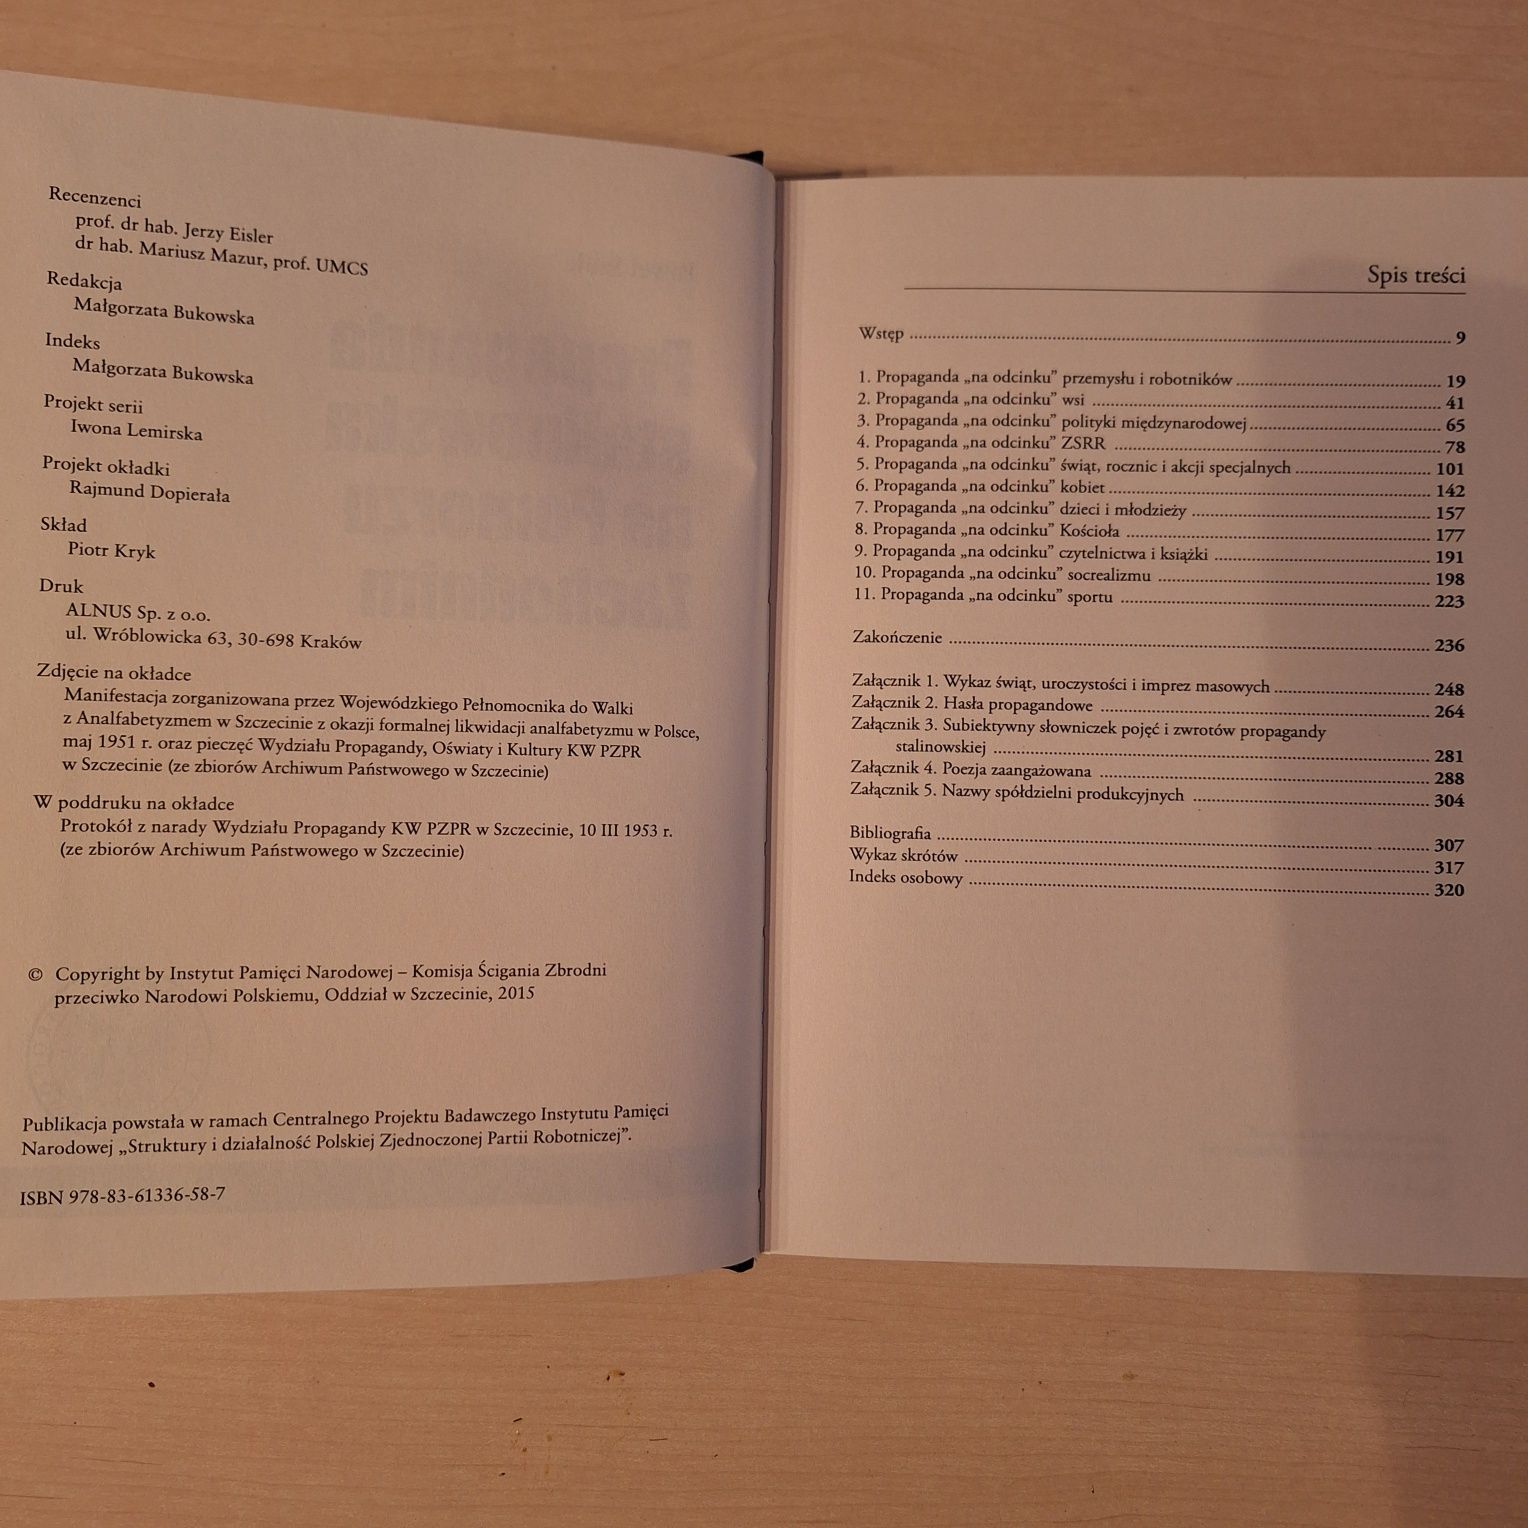 Recenzenci
prof. dr hab. Jerzy Eisler
dr hab. Mariusz Mazur, prof. UMCS
Redakcja
Małgorzata Bukowska
Indeks
Małgorzata Bukowska
Projekt serii
Iwona Lemirska
Projekt okładki
Rajmund Dopierała
Skład
Piotr Kryk
Druk
ALNUS Sp. z o.o.
ul. Wróblowicka 63, 30-698 Kraków
Zdjęcie na okładce
Manifestacja zorganizowana przez Wojewódzkiego Pełnomocnika do Walki
z Analfabetyzmem w Szczecinie z okazji formalnej likwidacji analfabetyzmu w Polsce,
maj 1951 r. oraz pieczęć Wydziału Propagandy, Oświaty i Kultury KW PZPR
w Szczecinie (ze zbiorów Archiwum Państwowego w Szczecinie)
W poddruku na okładce
Protokół z narady Wydziału Propagandy KW PZPR w Szczecinie, 10 III 1953 r.
(ze zbiorów Archiwum Państwowego w Szczecinie)
© Copyright by Instytut Pamięci Narodowej – Komisja Ścigania Zbrodni
przeciwko Narodowi Polskiemu, Oddział w Szczecinie, 2015
Publikacja powstała w ramach Centralnego Projektu Badawczego Instytutu Pamięci
Narodowej „Struktury i działalność Polskiej Zjednoczonej Partii Robotniczej”.
ISBN 978-83-61336-58-7
Spis treści
Wstęp ........ 9
1. Propaganda „na odcinku” przemysłu i robotników ........ 19
2. Propaganda „na odcinku” wsi ........ 41
3. Propaganda „na odcinku” polityki międzynarodowej ........ 65
4. Propaganda „na odcinku” ZSRR ........ 78
5. Propaganda „na odcinku” świąt, rocznic i akcji specjalnych ........ 101
6. Propaganda „na odcinku” kobiet ........ 142
7. Propaganda „na odcinku” dzieci i młodzieży ........ 157
8. Propaganda „na odcinku” Kościoła ........ 177
9. Propaganda „na odcinku” czytelnictwa i książki ........ 191
10. Propaganda „na odcinku” socrealizmu ........ 198
11. Propaganda „na odcinku” sportu ........ 223
Zakończenie ........ 236
Załącznik 1. Wykaz świąt, uroczystości i imprez masowych ........ 248
Załącznik 2. Hasła propagandowe ........ 264
Załącznik 3. Subiektywny słowniczek pojęć i zwrotów propagandy
stalinowskiej ........ 281
Załącznik 4. Poezja zaangażowana ........ 288
Załącznik 5. Nazwy spółdzielni produkcyjnych ........ 304
Bibliografia ........ 307
Wykaz skrótów ........ 317
Indeks osobowy ........ 320